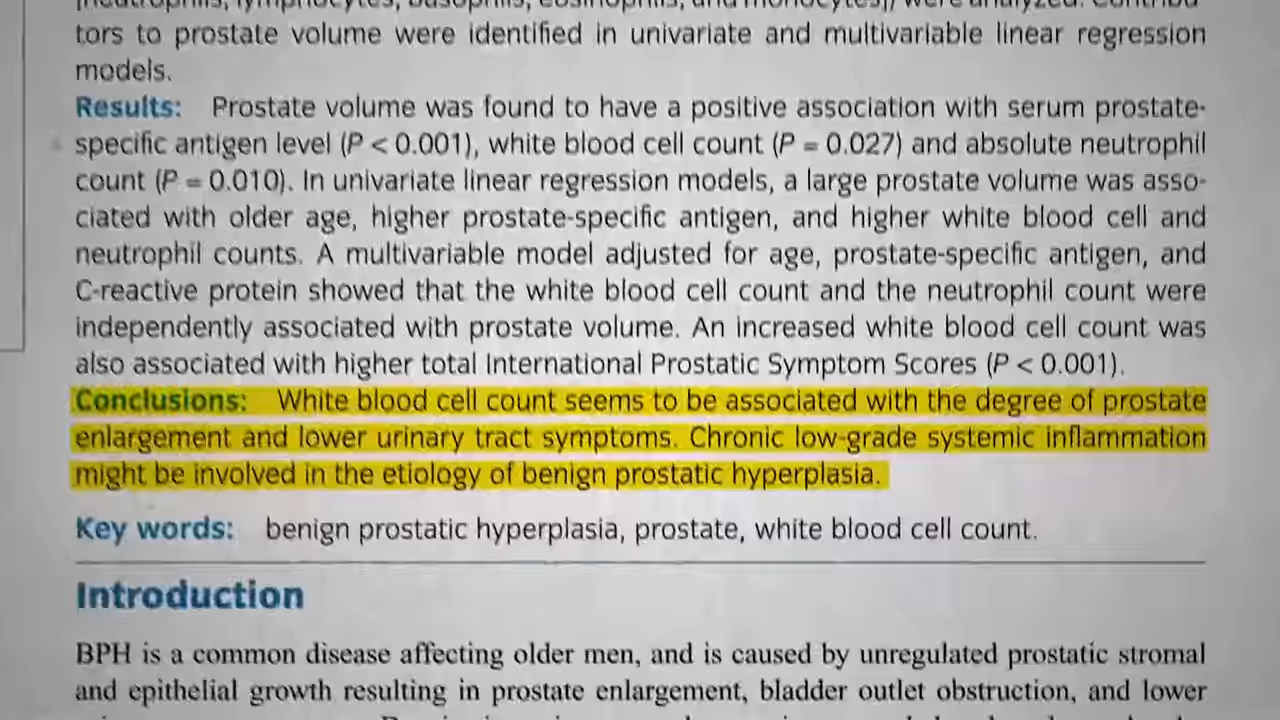 [neutrophils, lymphocytes, basophils, eosinophils, and monocytes]) were analyzed. Contribu-
tors to prostate volume were identified in univariate and multivariable linear regression
models.
Results: Prostate volume was found to have a positive association with serum prostate-
specific antigen level (P < 0.001), white blood cell count (P = 0.027) and absolute neutrophil
count (P = 0.010). In univariate linear regression models, a large prostate volume was asso-
ciated with older age, higher prostate-specific antigen, and higher white blood cell and
neutrophil counts. A multivariable model adjusted for age, prostate-specific antigen, and
C-reactive protein showed that the white blood cell count and the neutrophil count were
independently associated with prostate volume. An increased white blood cell count was
also associated with higher total International Prostatic Symptom Scores (P < 0.001).
Conclusions: White blood cell count seems to be associated with the degree of prostate
enlargement and lower urinary tract symptoms. Chronic low-grade systemic inflammation
might be involved in the etiology of benign prostatic hyperplasia.
Key words: benign prostatic hyperplasia, prostate, white blood cell count.
Introduction
BPH is a common disease affecting older men, and is caused by unregulated prostatic stromal
and epithelial growth resulting in prostate enlargement, bladder outlet obstruction, and lower